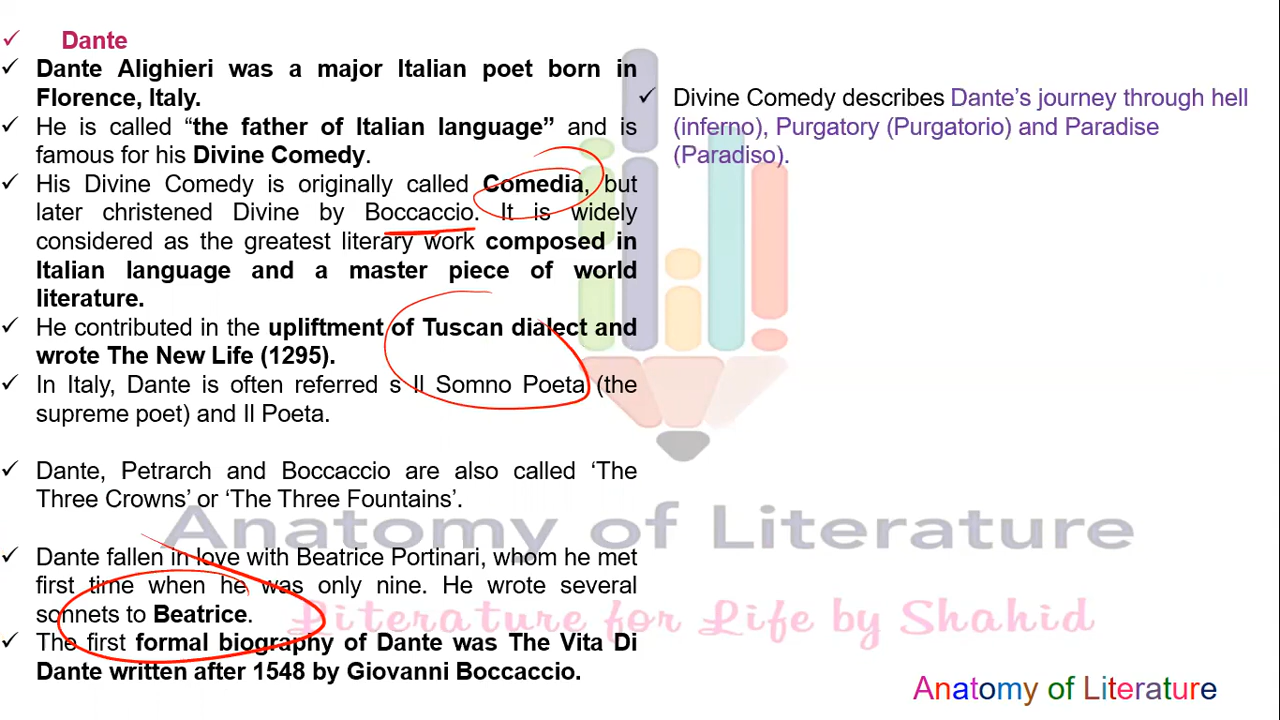 Dante
Dante Alighieri was a major Italian poet born in
Florence, Italy.
He is called “the father of Italian language” and is
famous for his Divine Comedy.
His Divine Comedy is originally called Comedia, but
later christened Divine by Boccaccio. It is widely
considered as the greatest literary work composed in
Italian language and a master piece of world
literature.
He contributed in the upliftment of Tuscan dialect and
wrote The New Life (1295).
In Italy, Dante is often referred s Il Somno Poeta (the
supreme poet) and Il Poeta.
Dante, Petrarch and Boccaccio are also called ‘The
Three Crowns’ or ‘The Three Fountains’.
Dante fallen in love with Beatrice Portinari, whom he met
first time when he was only nine. He wrote several
sonnets to Beatrice.
The first formal biography of Dante was The Vita Di
Dante written after 1548 by Giovanni Boccaccio.
Divine Comedy describes Dante’s journey through hell
(inferno), Purgatory (Purgatorio) and Paradise
(Paradiso).
Anatomy of Literature
Literature for Life by Shahid
Anatomy of Literature